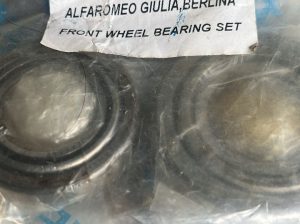 ALFAROMEO GIULIA,BERLINA
FRONT WHEEL BEARING SET